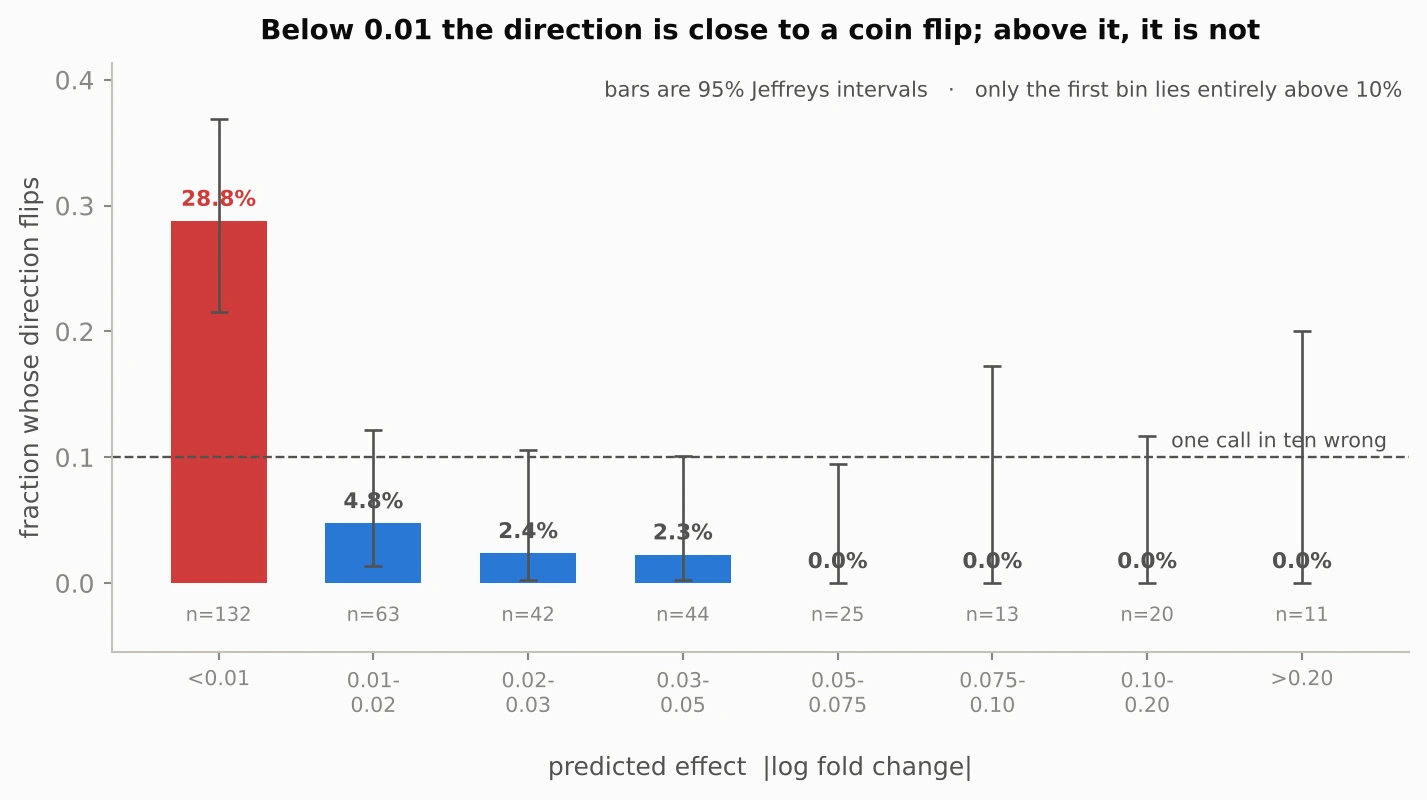 Below 0.01 the direction is close to a coin flip; above it, it is not
bars are 95% Jeffreys intervals · only the first bin lies entirely above 10%
fraction whose direction flips
0.4
0.3
0.2
0.1
0.0
28.8%
4.8%
2.4%
2.3%
0.0%
0.0%
0.0%
0.0%
one call in ten wrong
n=132
n=63
n=42
n=44
n=25
n=13
n=20
n=11
<0.01
0.01-
0.02
0.02-
0.03
0.03-
0.05
0.05-
0.075
0.075-
0.10
0.10-
0.20
>0.20
predicted effect |log fold change|